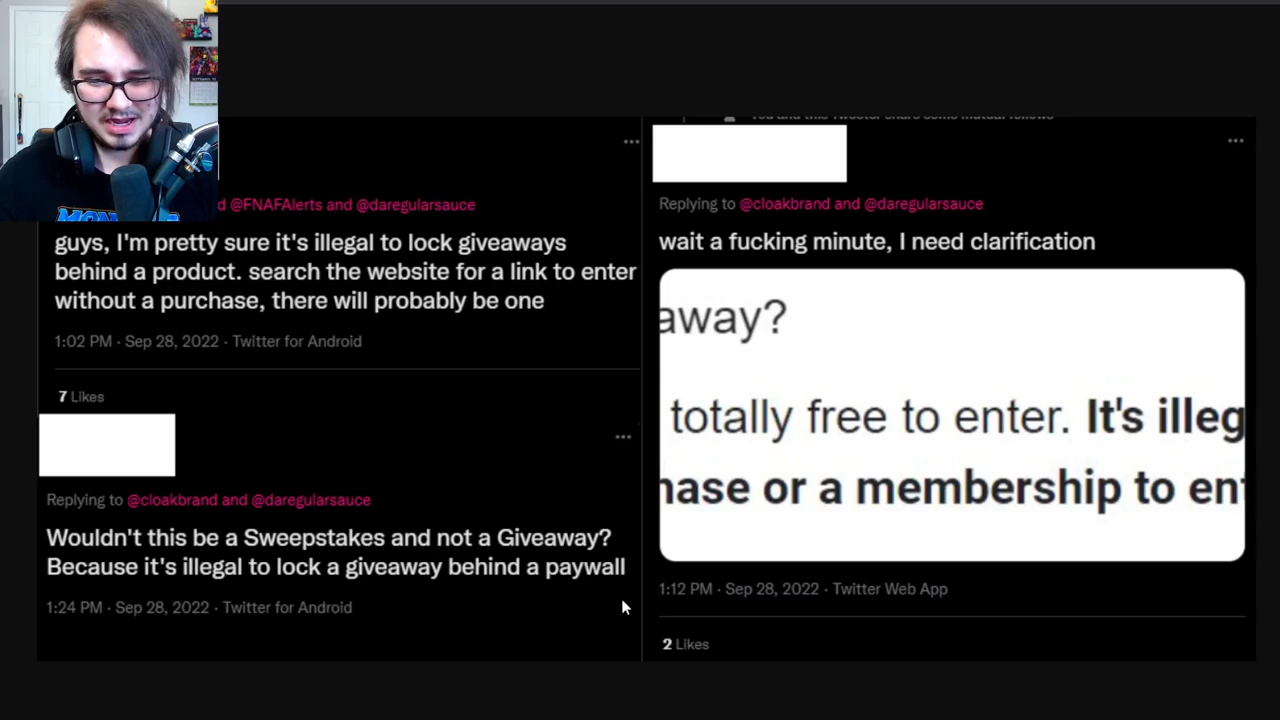 d @FNAFAlerts and @daregularsauce
guys, I'm pretty sure it's illegal to lock giveaways
behind a product. search the website for a link to enter
without a purchase, there will probably be one
1:02 PM · Sep 28, 2022 · Twitter for Android
7 Likes
Replying to @cloakbrand and @daregularsauce
Wouldn't this be a Sweepstakes and not a Giveaway?
Because it's illegal to lock a giveaway behind a paywall
1:24 PM · Sep 28, 2022 · Twitter for Android
You and this Tweeter share some mutual follows
Replying to @cloakbrand and @daregularsauce
wait a fucking minute, I need clarification
away?
totally free to enter. It's illeg
hase or a membership to ent
1:12 PM · Sep 28, 2022 · Twitter Web App
2 Likes